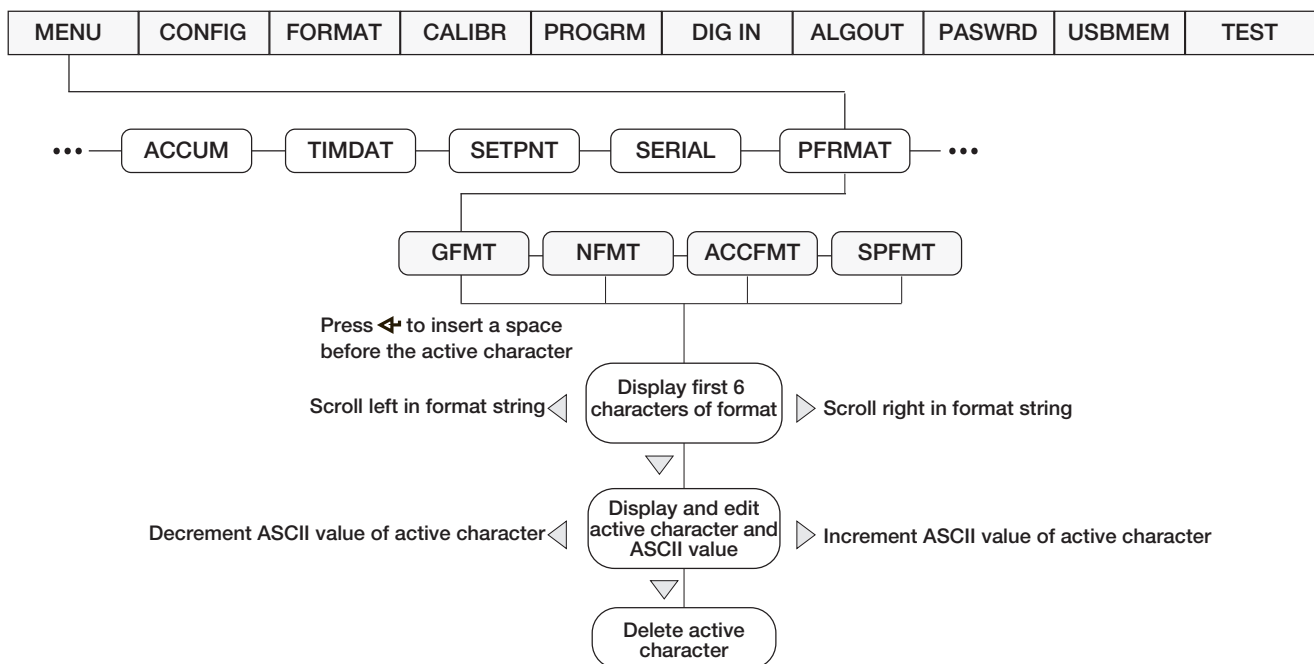 MENU CONFIG FORMAT CALIBR PROGRM DIG IN ALGOUT PASWRD USBMEM TEST
••• ACCUM TIMDAT SETPNT SERIAL PFRMAT •••
GFMT NFMT ACCFMT SPFMT
Press to insert a space
before the active character
Display first 6
characters of format
Scroll left in format string
Scroll right in format string
Display and edit
active character and
ASCII value
Decrement ASCII value of active character
Increment ASCII value of active character
Delete active
character